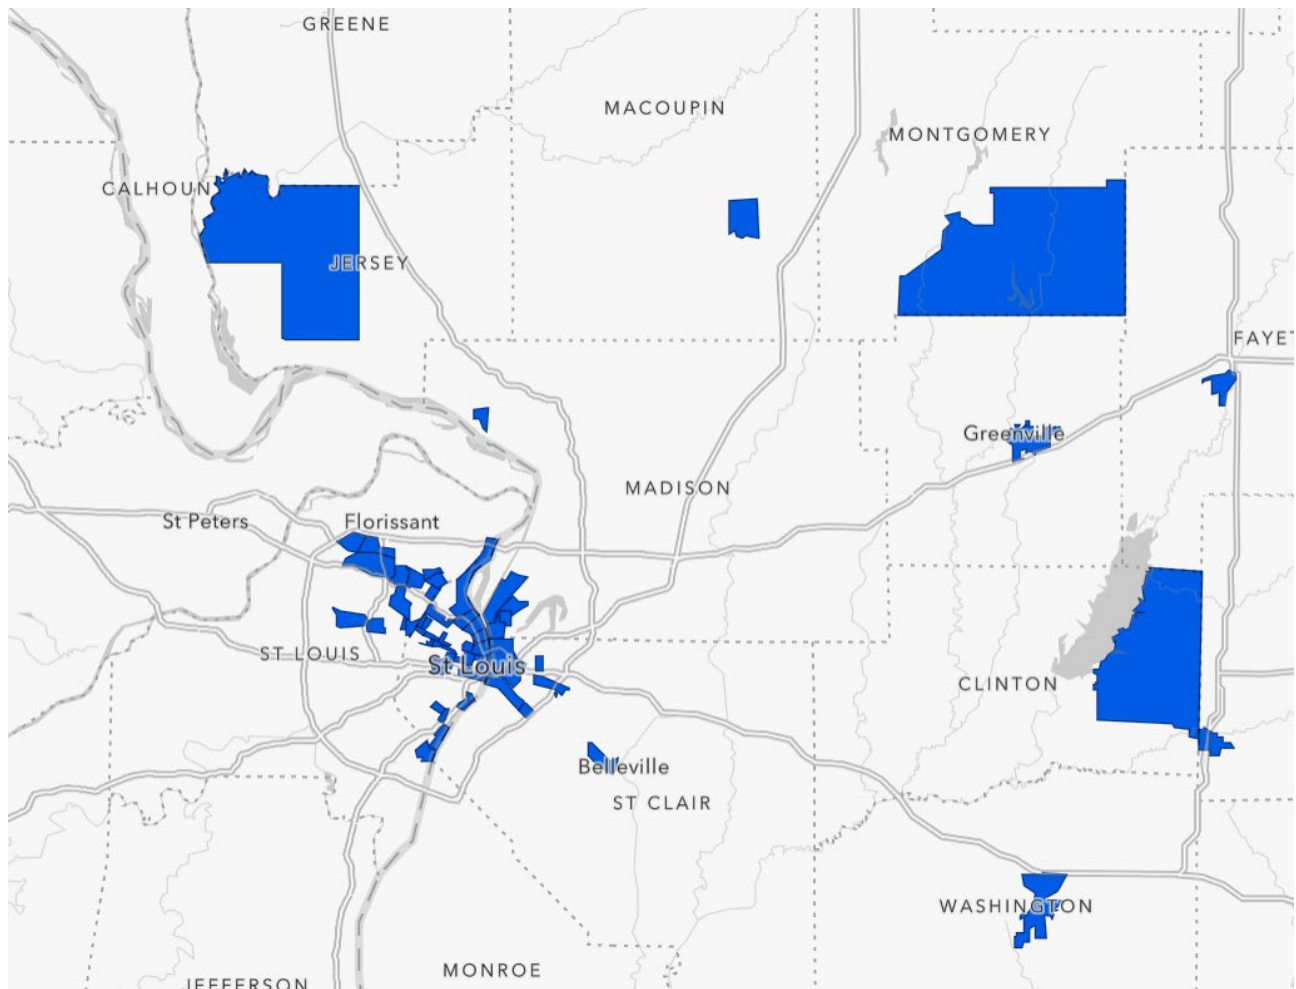 GREENE
MACOUPIN
MONTGOMERY
CALHOUN
JERSEY
FAYET
Greenville
MADISON
St Peters
Florissant
ST LOUIS
St Louis
CLINTON
Belleville
ST CLAIR
WASHINGTON
MONROE
JEFFERSON